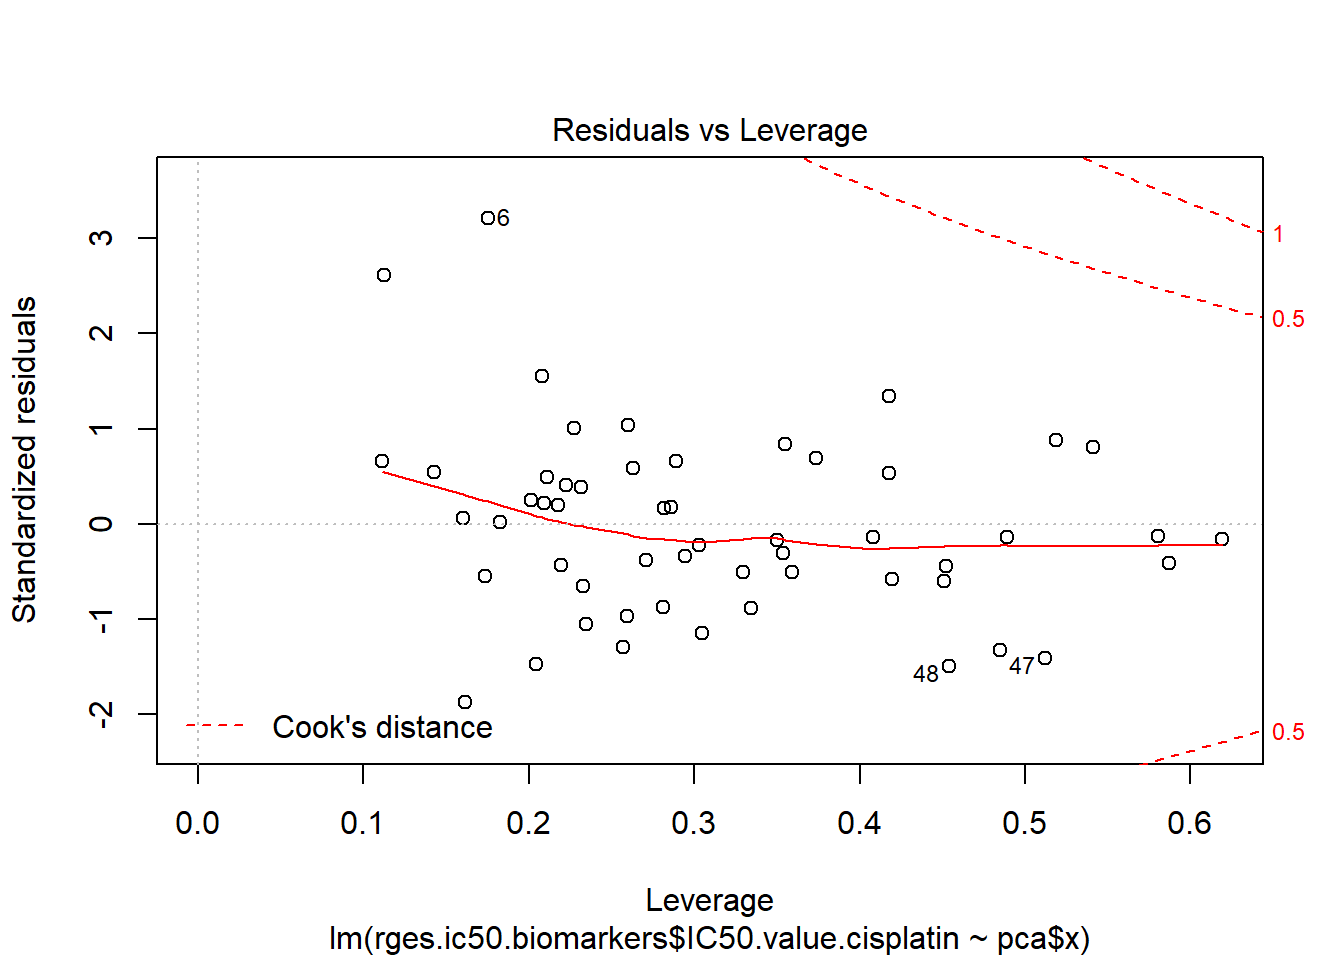 Residuals vs Leverage
Standardized residuals
3
2
1
0
-1
-2
6
48
47
1
0.5
0.5
Cook's distance
0.0 0.1 0.2 0.3 0.4 0.5 0.6
Leverage
lm(rges.ic50.biomarkers$IC50.value.cisplatin ~ pca$x)